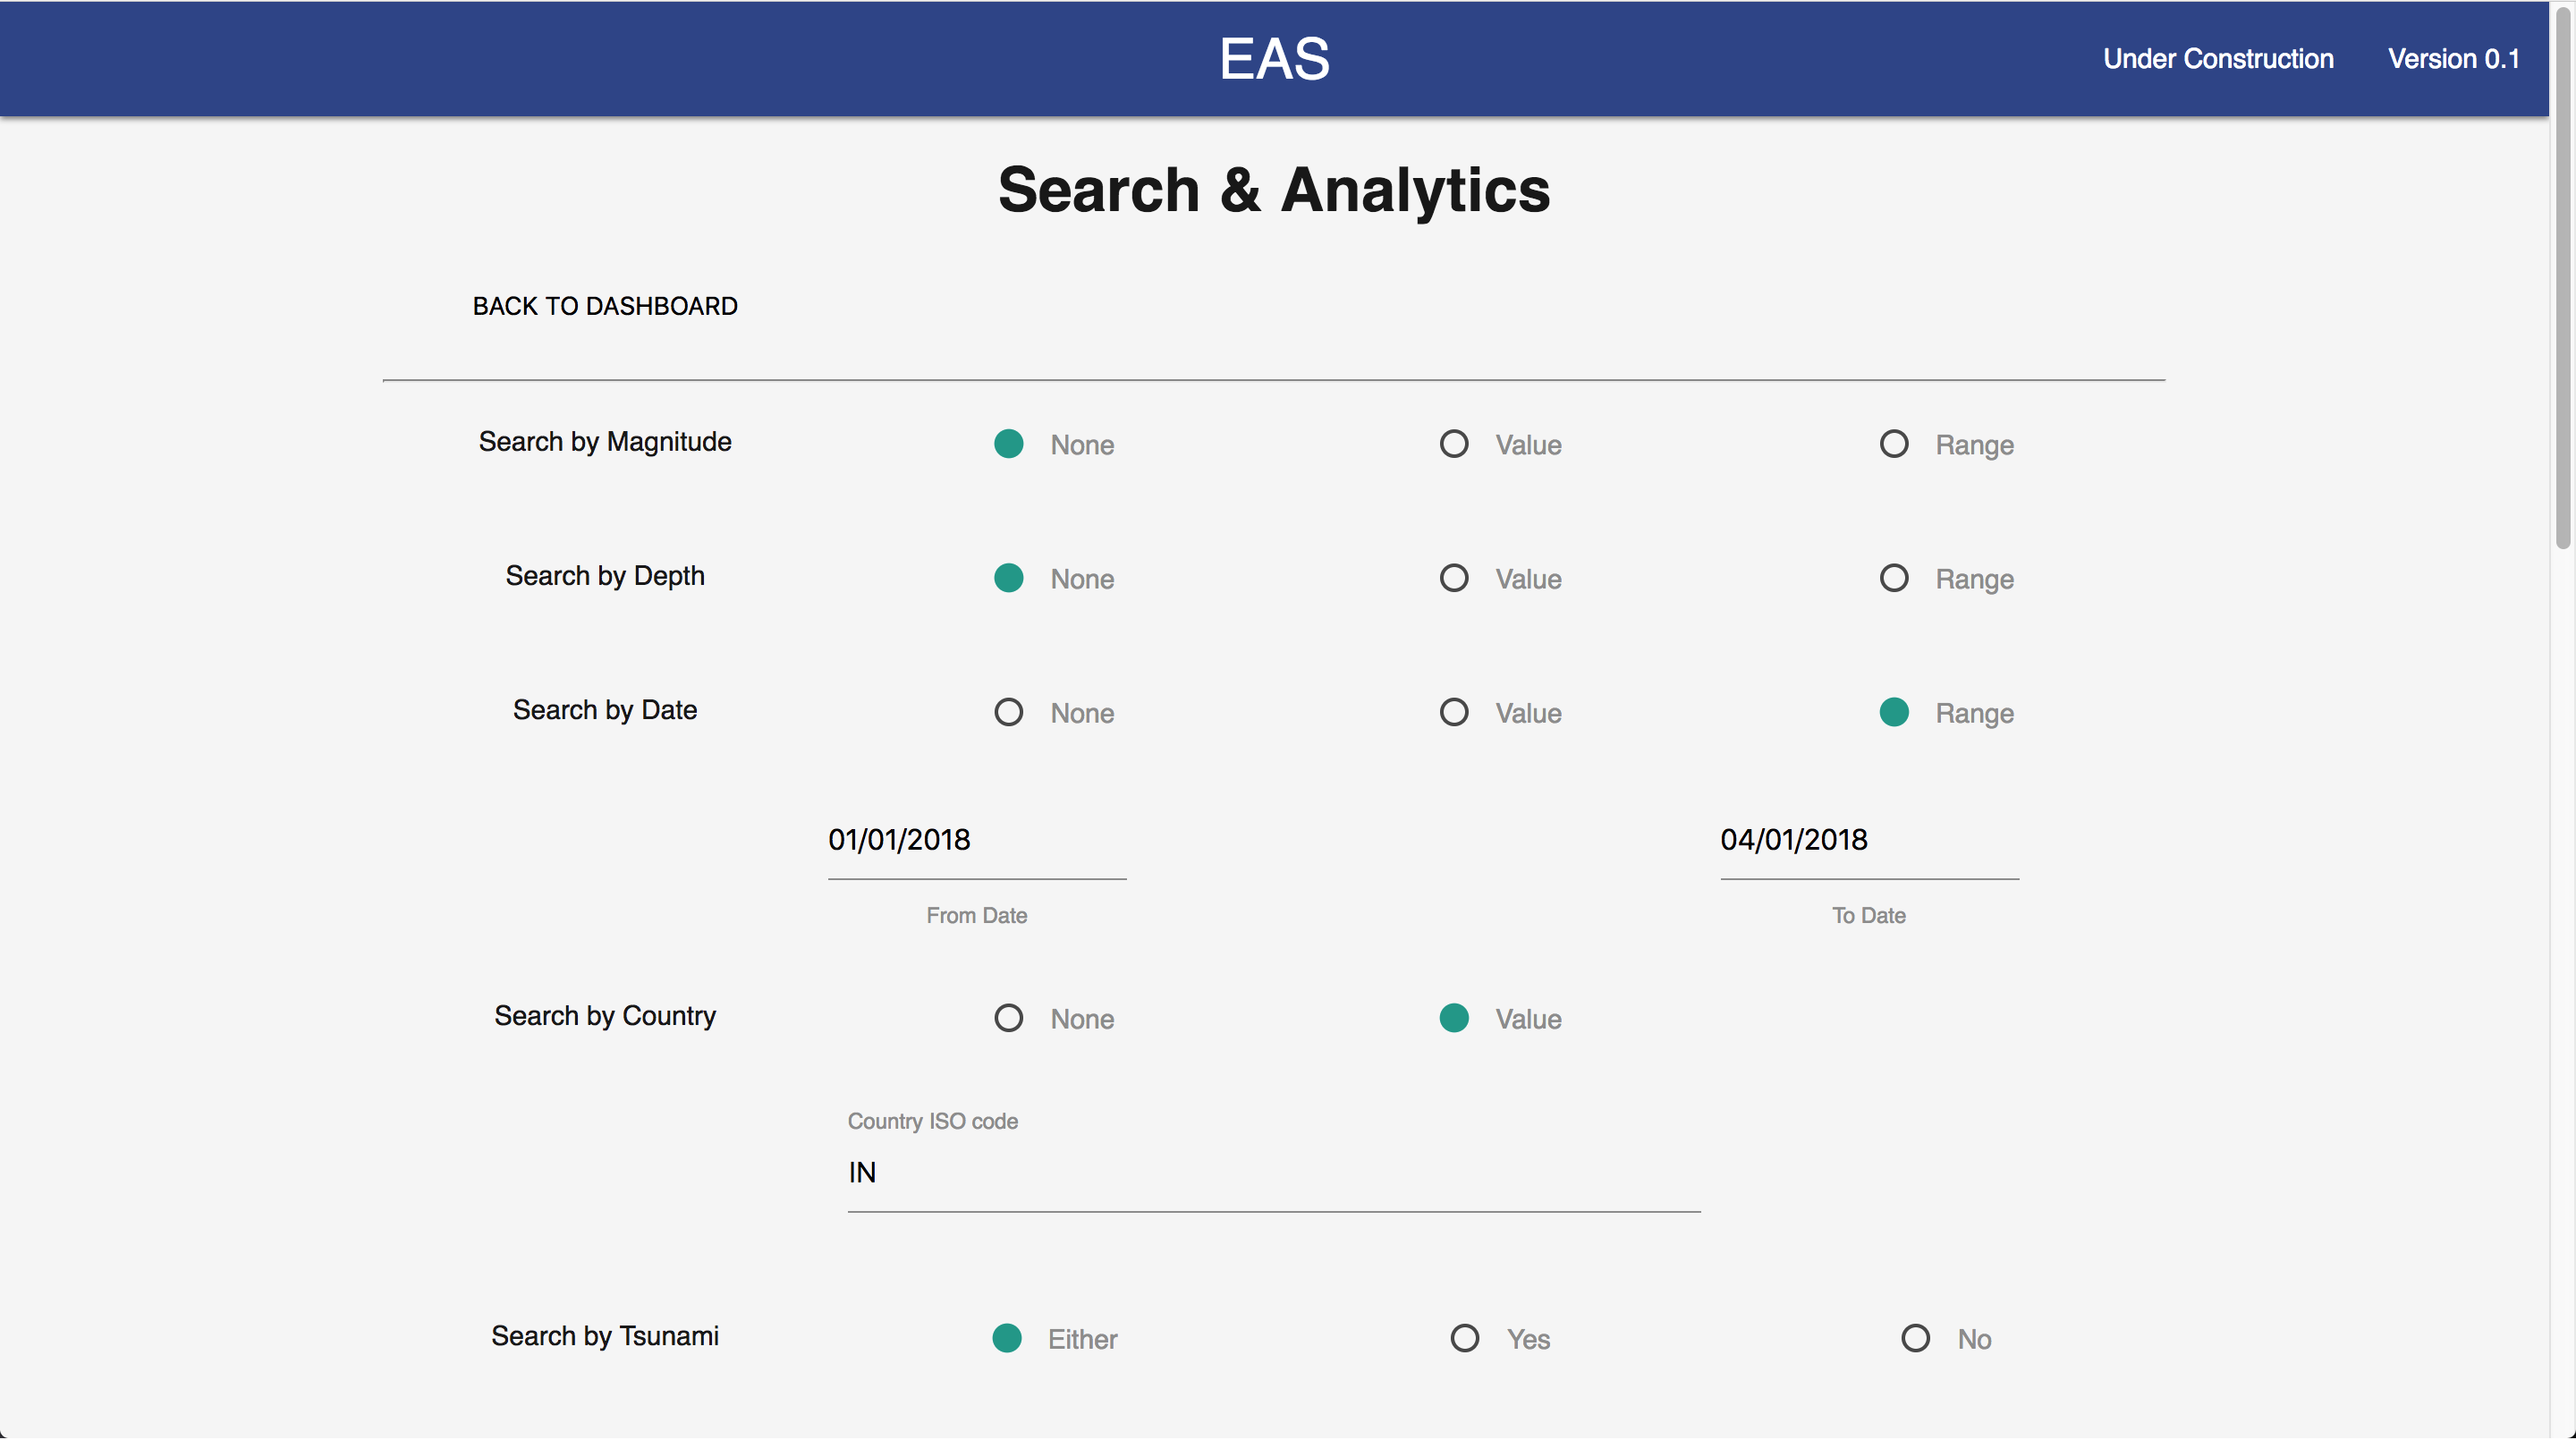 EAS
Under Construction Version 0.1
Search & Analytics
BACK TO DASHBOARD
Search by Magnitude None Value Range
Search by Depth None Value Range
Search by Date None Value Range
01/01/2018 04/01/2018
From Date To Date
Search by Country None Value
Country ISO code
IN
Search by Tsunami Either Yes No